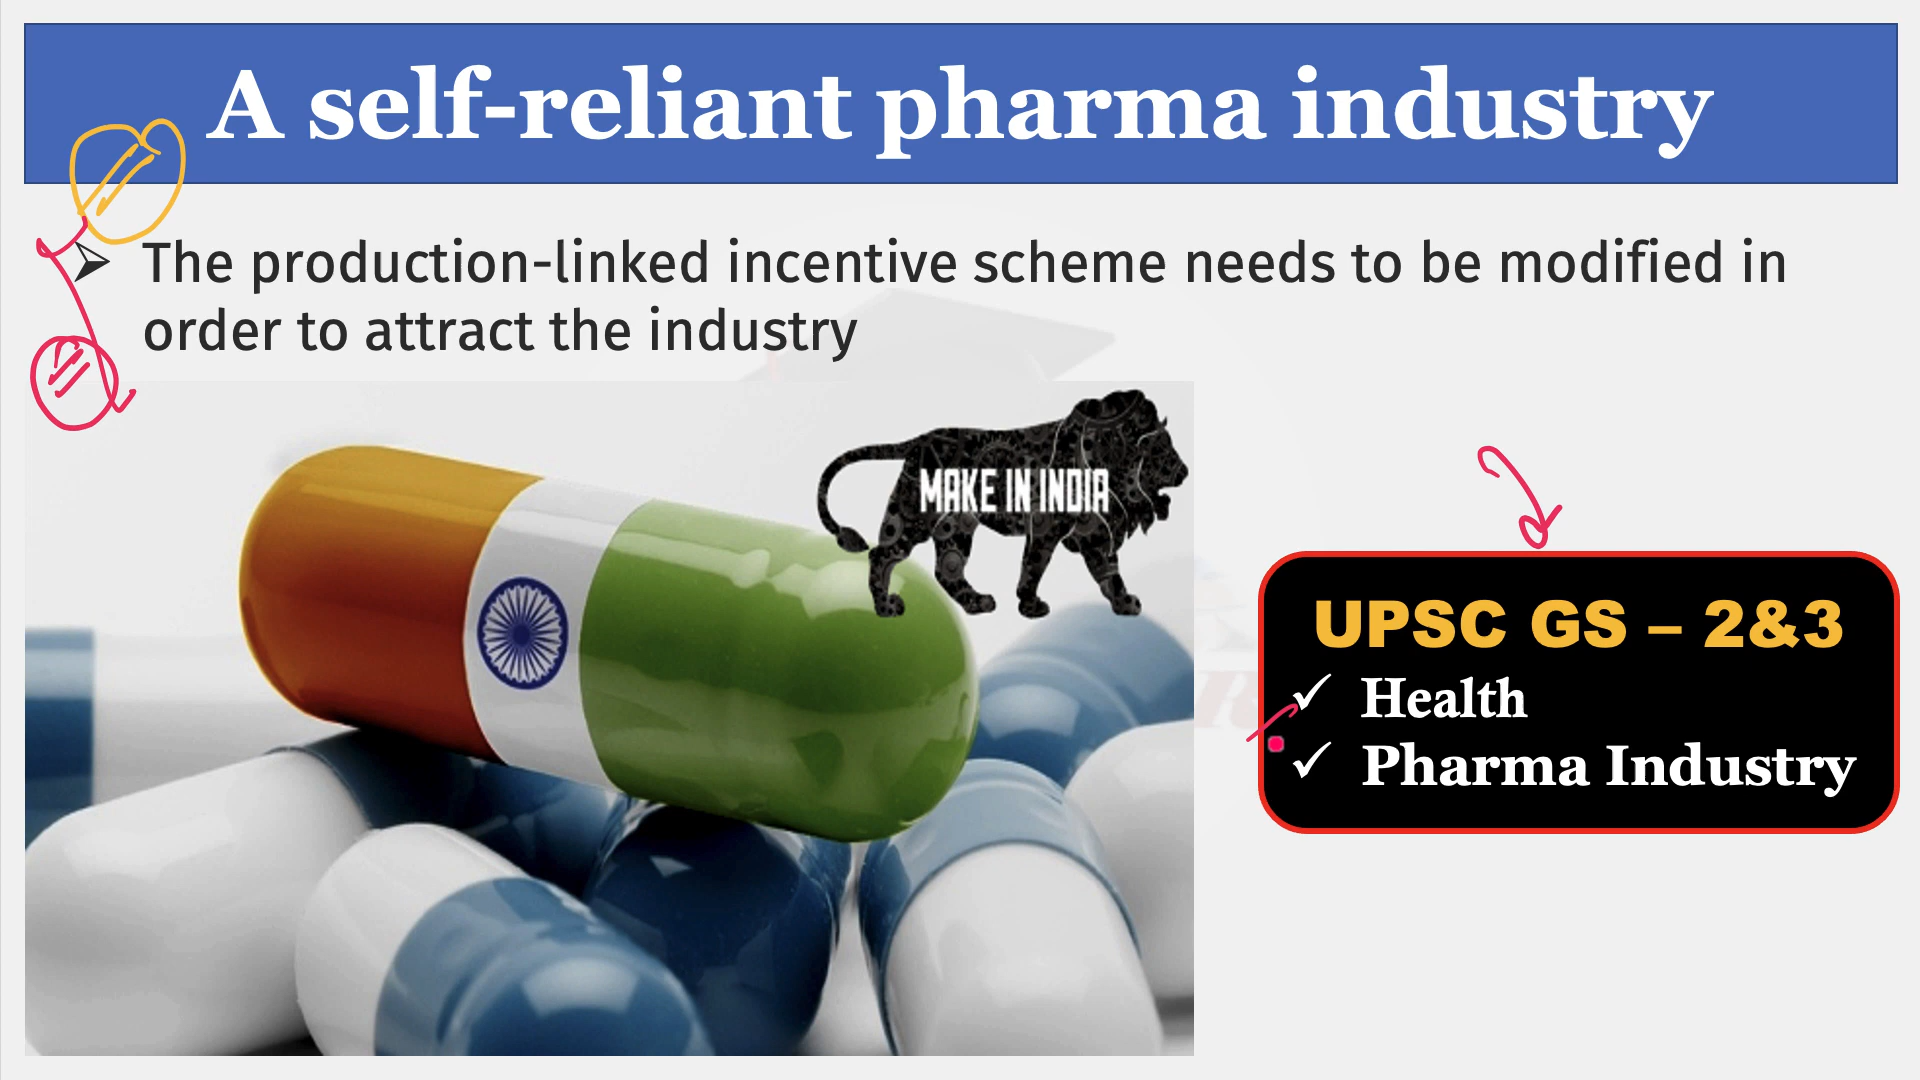 A self-reliant pharma industry
The production-linked incentive scheme needs to be modified in
order to attract the industry
MAKE IN INDIA
UPSC GS – 2&3
Health
Pharma Industry